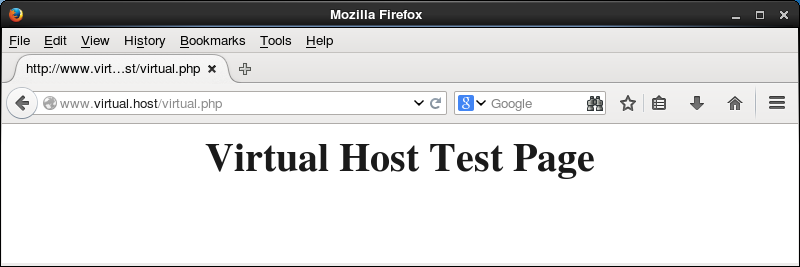 Mozilla Firefox
File Edit View History Bookmarks Tools Help
http://www.virt...st/virtual.php
www.virtual.host/virtual.php Google
Virtual Host Test Page